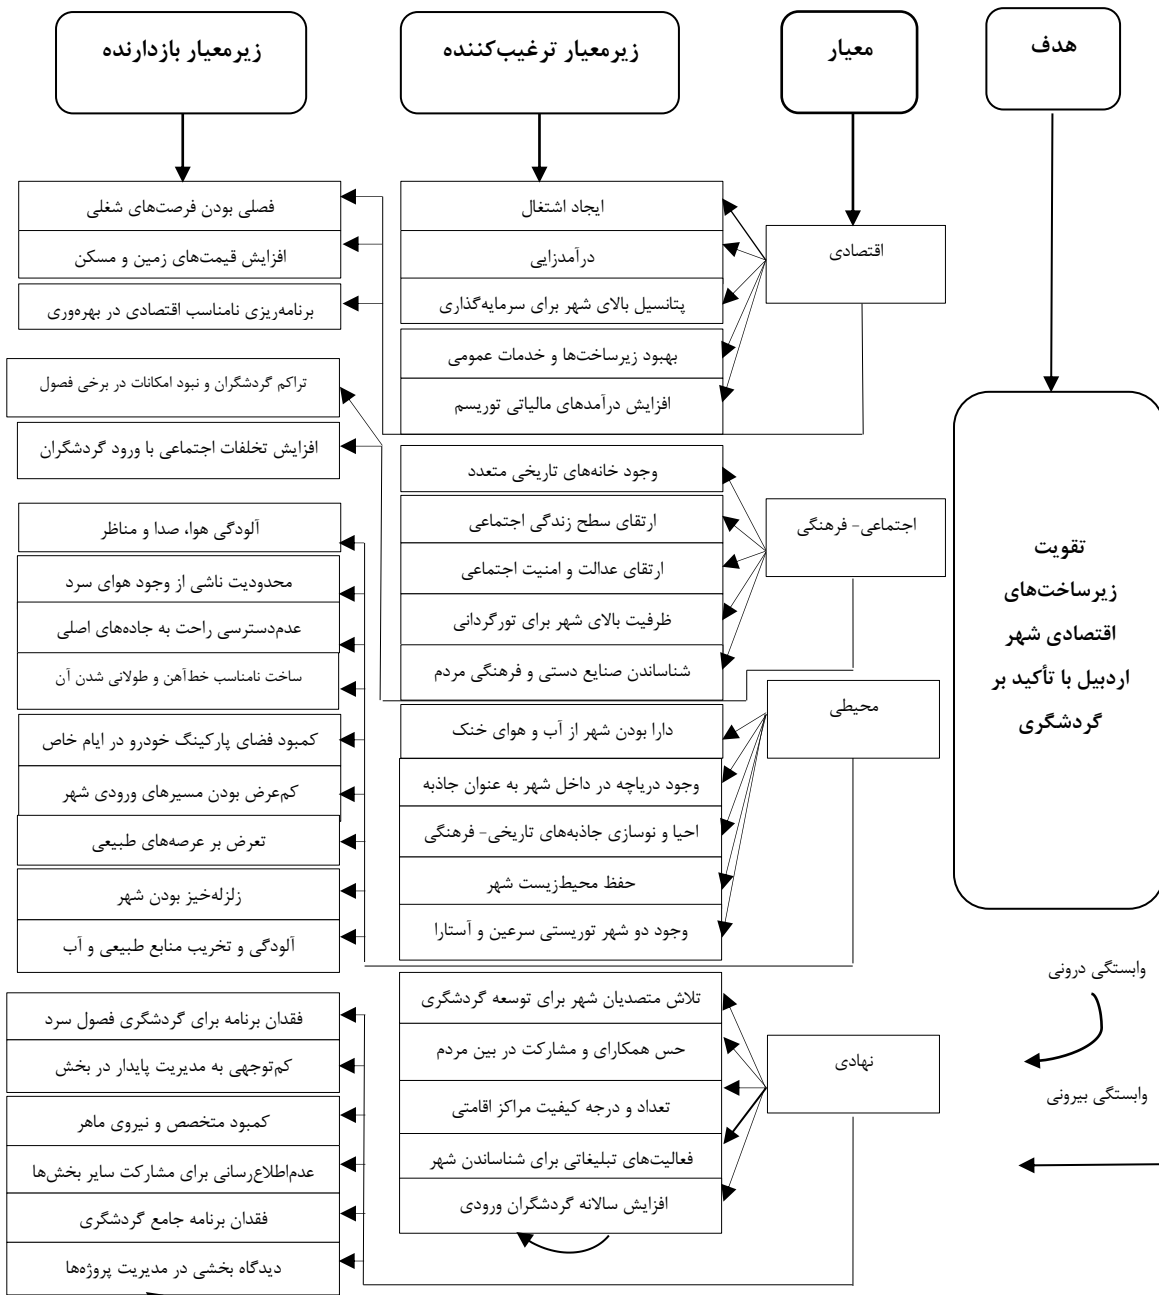 هدف
معیار
زیرمعیار ترغیب‌کننده
زیرمعیار بازدارنده
تقویت
زیرساخت‌های
اقتصادی شهر
اردبیل با تأکید بر
گردشگری
وابستگی درونی
وابستگی بیرونی
اقتصادی
ایجاد اشتغال
درآمدزایی
پتانسیل بالای شهر برای سرمایه‌گذاری
بهبود زیرساخت‌ها و خدمات عمومی
افزایش درآمدهای مالیاتی توریسم
فصلی بودن فرصت‌های شغلی
افزایش قیمت‌های زمین و مسکن
برنامه‌ریزی نامناسب اقتصادی در بهره‌وری
اجتماعی- فرهنگی
وجود خانه‌های تاریخی متعدد
ارتقای سطح زندگی اجتماعی
ارتقای عدالت و امنیت اجتماعی
ظرفیت بالای شهر برای تورگردانی
شناساندن صنایع دستی و فرهنگی مردم
تراکم گردشگران و نبود امکانات در برخی فصول
افزایش تخلفات اجتماعی با ورود گردشگران
محیطی
دارا بودن شهر از آب و هوای خنک
وجود دریاچه در داخل شهر به عنوان جاذبه
احیا و نوسازی جاذبه‌های تاریخی- فرهنگی
حفظ محیط‌زیست شهر
وجود دو شهر توریستی سرعین و آستارا
آلودگی هوا، صدا و مناظر
محدودیت ناشی از وجود هوای سرد
عدم‌دسترسی راحت به جاده‌های اصلی
ساخت نامناسب خط‌آهن و طولانی شدن آن
کمبود فضای پارکینگ خودرو در ایام خاص
کم‌عرض بودن مسیرهای ورودی شهر
تعرض بر عرصه‌های طبیعی
زلزله‌خیز بودن شهر
آلودگی و تخریب منابع طبیعی و آب
نهادی
تلاش متصدیان شهر برای توسعه گردشگری
حس همکارای و مشارکت در بین مردم
تعداد و درجه کیفیت مراکز اقامتی
فعالیت‌های تبلیغاتی برای شناساندن شهر
افزایش سالانه گردشگران ورودی
فقدان برنامه برای گردشگری فصول سرد
کم‌توجهی به مدیریت پایدار در بخش
کمبود متخصص و نیروی ماهر
عدم‌اطلاع‌رسانی برای مشارکت سایر بخش‌ها
فقدان برنامه جامع گردشگری
دیدگاه بخشی در مدیریت پروژه‌ها